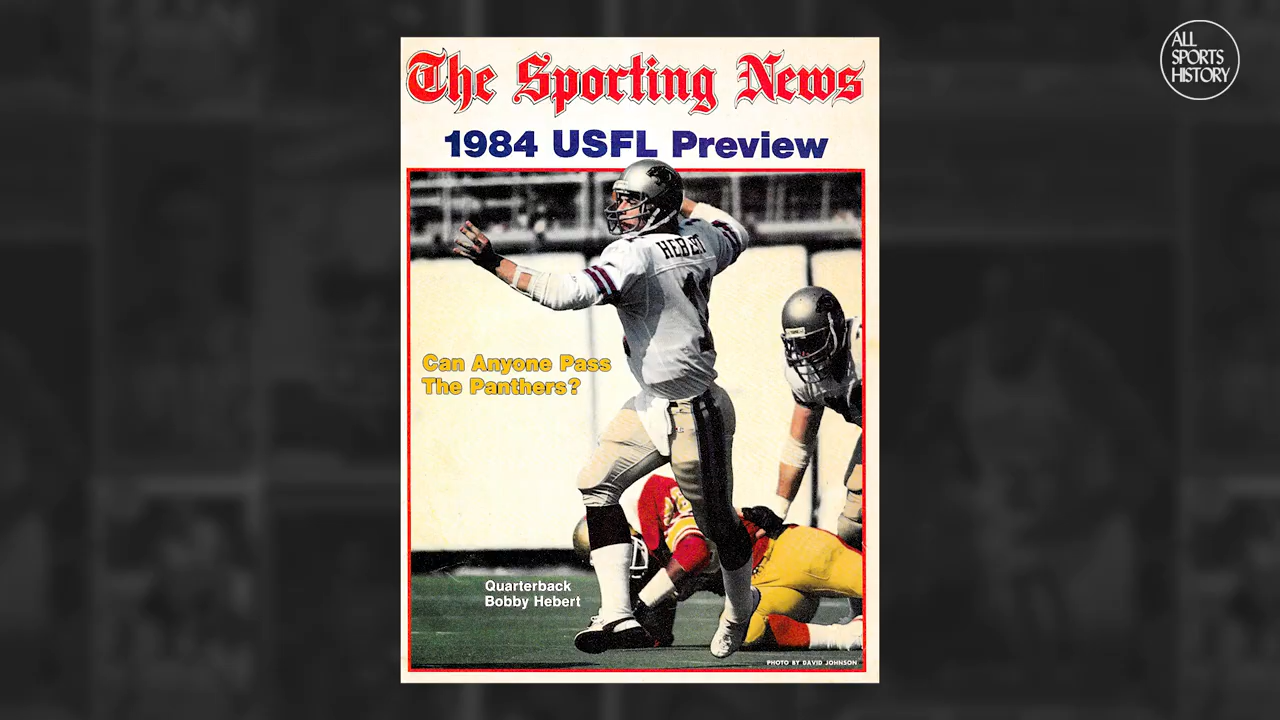 The Sporting News
1984 USFL Preview
HEBERT
Can Anyone Pass
The Panthers?
Quarterback
Bobby Hebert
PHOTO BY DAVID JOHNSON
ALL
SPORTS
HISTORY